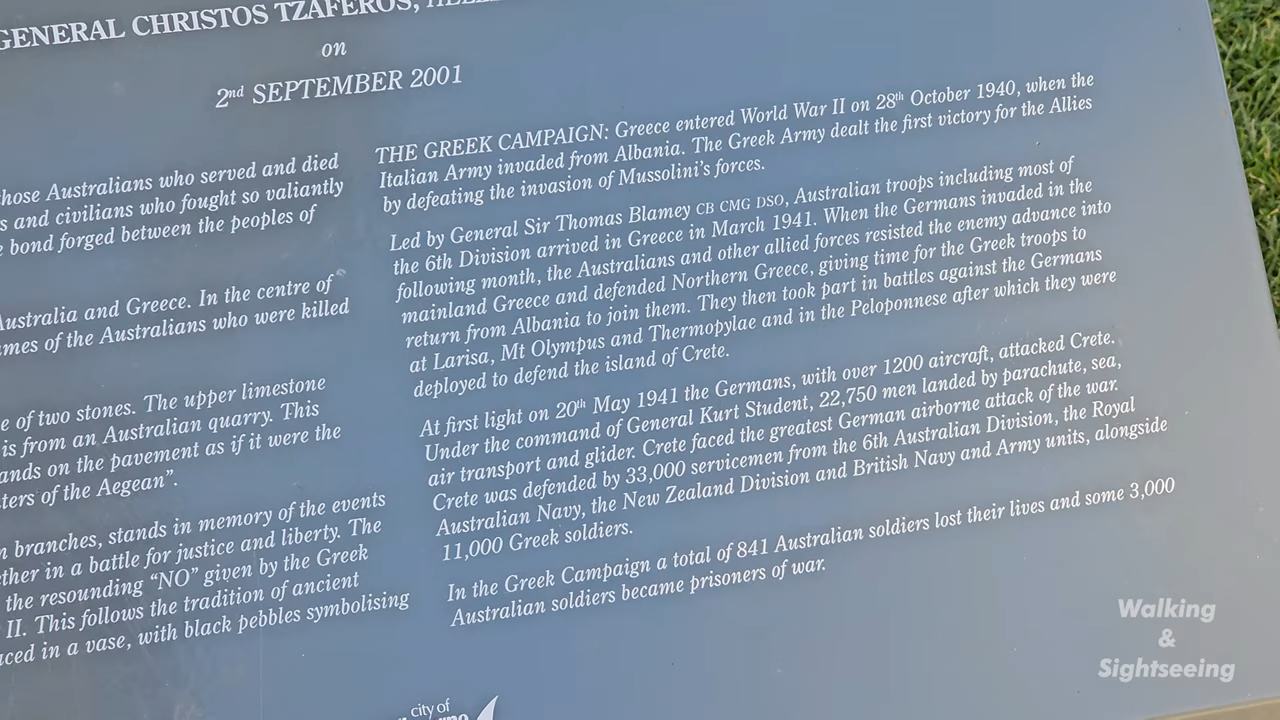 GENERAL CHRISTOS TZAFEROS,
on
2nd SEPTEMBER 2001
those Australians who served and died
s and civilians who fought so valiantly
bond forged between the peoples of
Australia and Greece. In the centre of
names of the Australians who were killed
e of two stones. The upper limestone
is from an Australian quarry. This
ands on the pavement as if it were the
ters of the Aegean”.
n branches, stands in memory of the events
ther in a battle for justice and liberty. The
the resounding “NO” given by the Greek
II. This follows the tradition of ancient
aced in a vase, with black pebbles symbolising
THE GREEK CAMPAIGN: Greece entered World War II on 28th October 1940, when the
Italian Army invaded from Albania. The Greek Army dealt the first victory for the Allies
by defeating the invasion of Mussolini’s forces.
Led by General Sir Thomas Blamey CB CMG DSO, Australian troops including most of
the 6th Division arrived in Greece in March 1941. When the Germans invaded in the
following month, the Australians and other allied forces resisted the enemy advance into
mainland Greece and defended Northern Greece, giving time for the Greek troops to
return from Albania to join them. They then took part in battles against the Germans
at Larisa, Mt Olympus and Thermopylae and in the Peloponnese after which they were
deployed to defend the island of Crete.
At first light on 20th May 1941 the Germans, with over 1200 aircraft, attacked Crete.
Under the command of General Kurt Student, 22,750 men landed by parachute, sea,
air transport and glider. Crete faced the greatest German airborne attack of the war.
Crete was defended by 33,000 servicemen from the 6th Australian Division, the Royal
Australian Navy, the New Zealand Division and British Navy and Army units, alongside
11,000 Greek soldiers.
In the Greek Campaign a total of 841 Australian soldiers lost their lives and some 3,000
Australian soldiers became prisoners of war.
city of
Walking
&
Sightseeing